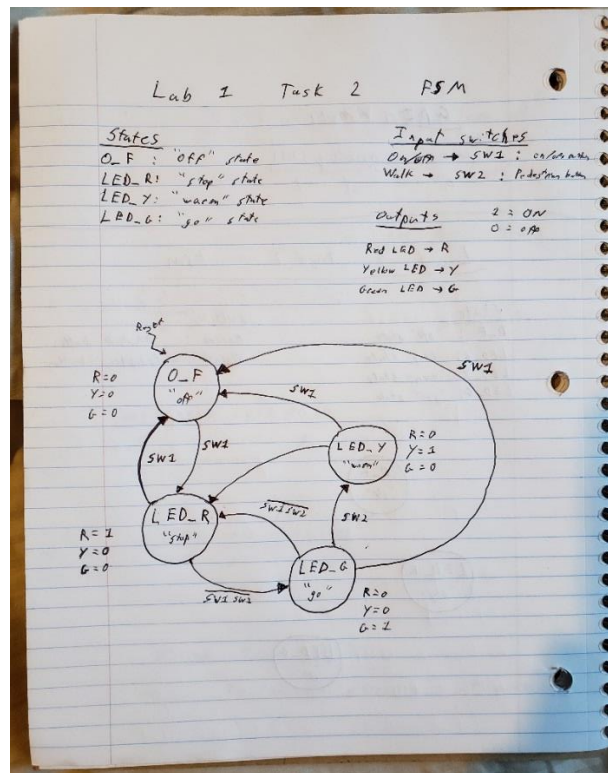 Lab 1 Task 2 FSM
States
O_F : "off" state
LED_R: "stop" state
LED_Y: "warn" state
LED_G: "go" state
Input switches
On/off → SW1 : on/off
Walk → SW2 : Pedestrian button
Outputs
1 = ON
0 = off
Red LED → R
Yellow LED → Y
Green LED → G
Reset
O_F
"off"
R=0
Y=0
G=0
SW1
SW1
SW1
SW1
LED_Y
"warn"
R=0
Y=1
G=0
LED_R
"stop"
R=1
Y=0
G=0
SW1 SW2
SW2
SW1 SW2
LED_G
"go"
R=0
Y=0
G=1